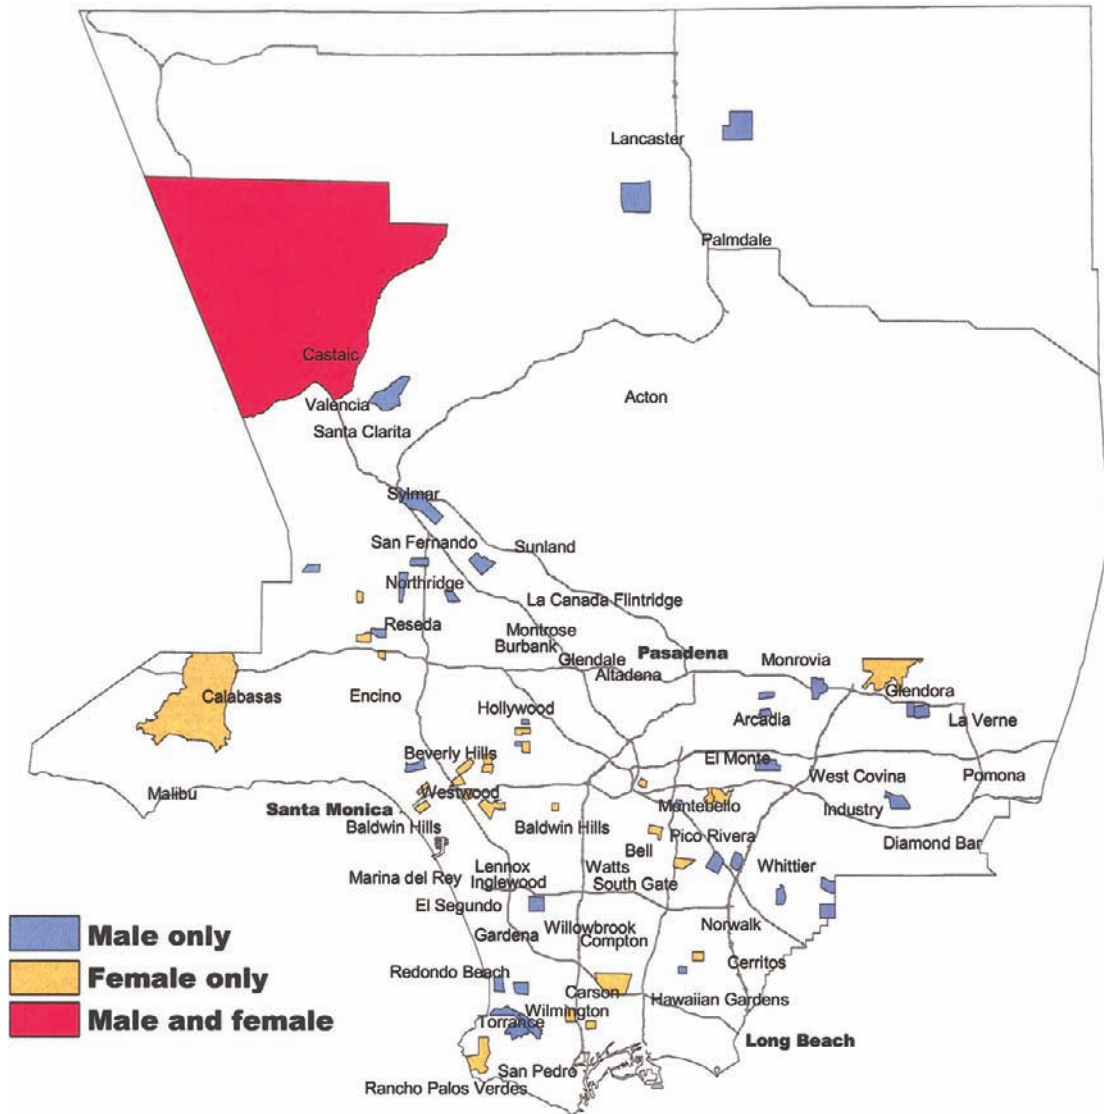 Lancaster
Palmdale
Castaic
Acton
Valencia
Santa Clarita
Sylmar
San Fernando
Sunland
Northridge
La Canada Flintridge
Reseda
Montrose
Burbank
Pasadena
Glendale
Monrovia
Altadena
Calabasas
Encino
Glendora
Hollywood
Arcadia
La Verne
Beverly Hills
El Monte
West Covina
Pomona
Malibu
Westwood
Santa Monica
Montebello
Industry
Baldwin Hills
Baldwin Hills
Pico Rivera
Diamond Bar
Bell
Whittier
Lennox
Watts
Marina del Rey
Inglewood
South Gate
El Segundo
Willowbrook
Norwalk
Gardena
Compton
Cerritos
Redondo Beach
Carson
Hawaiian Gardens
Wilmington
Torrance
Long Beach
San Pedro
Rancho Palos Verdes
Male only
Female only
Male and female